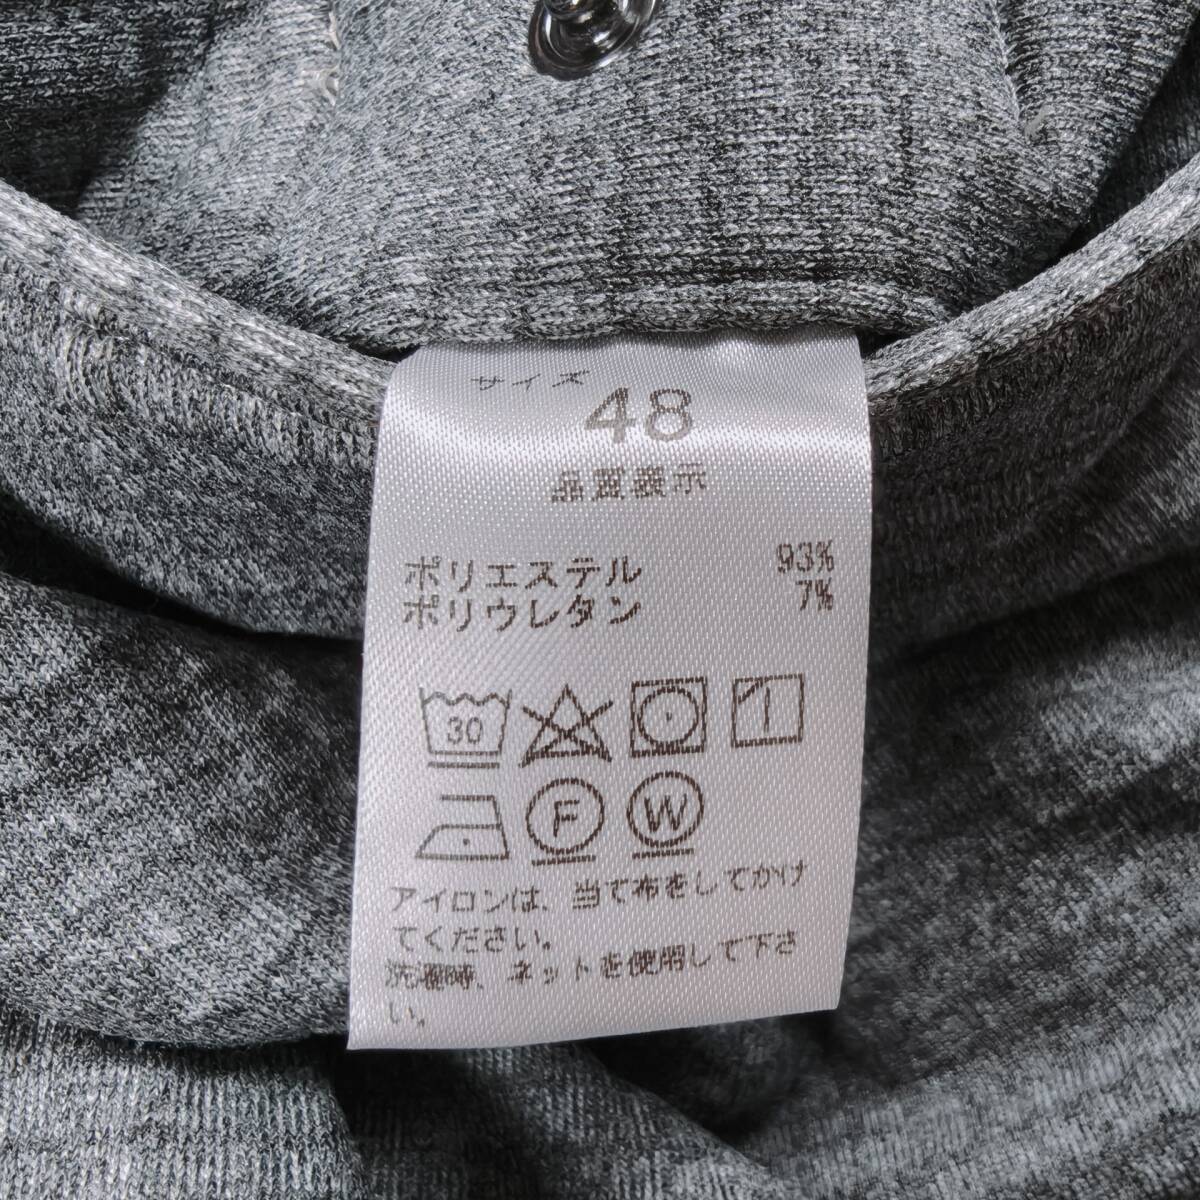 サイズ
48
品質表示
ポリエステル 93%
ポリウレタン 7%
30
F W
アイロンは、当て布をしてかけ
てください。
洗濯時、ネットを使用して下さ
い。